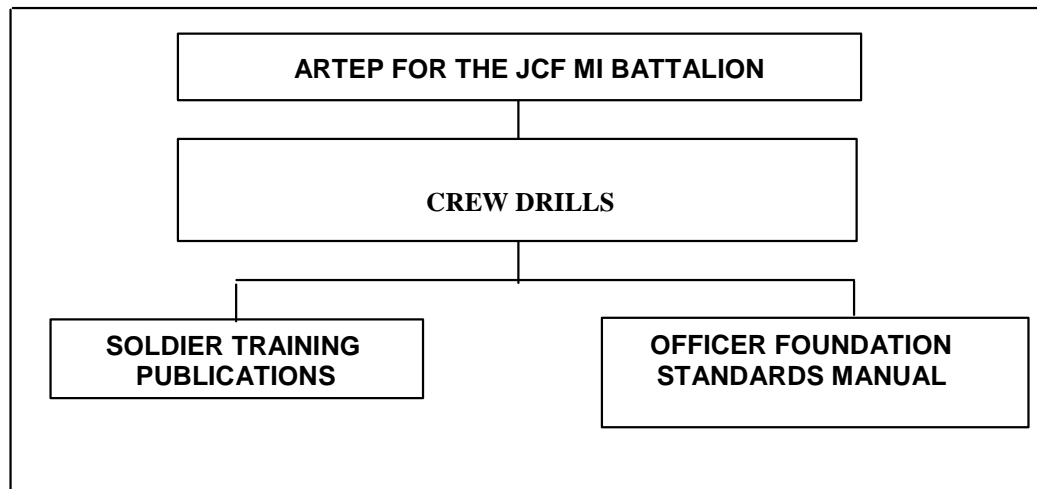 ARTEP FOR THE JCF MI BATTALION
CREW DRILLS
SOLDIER TRAINING
PUBLICATIONS
OFFICER FOUNDATION
STANDARDS MANUAL